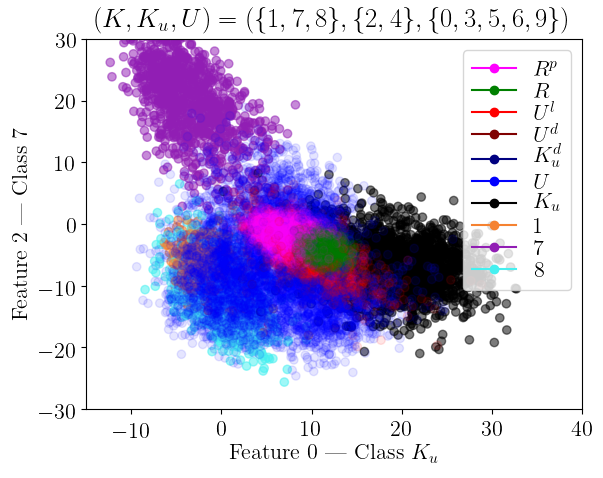 (K, K_u, U) = ({1, 7, 8}, {2, 4}, {0, 3, 5, 6, 9})
30
20
10
0
−10
−20
−30
Feature 2 — Class 7
R^p
R
U^l
U^d
K_u^d
U
K_u
1
7
8
−10
0
10
20
30
40
Feature 0 — Class K_u